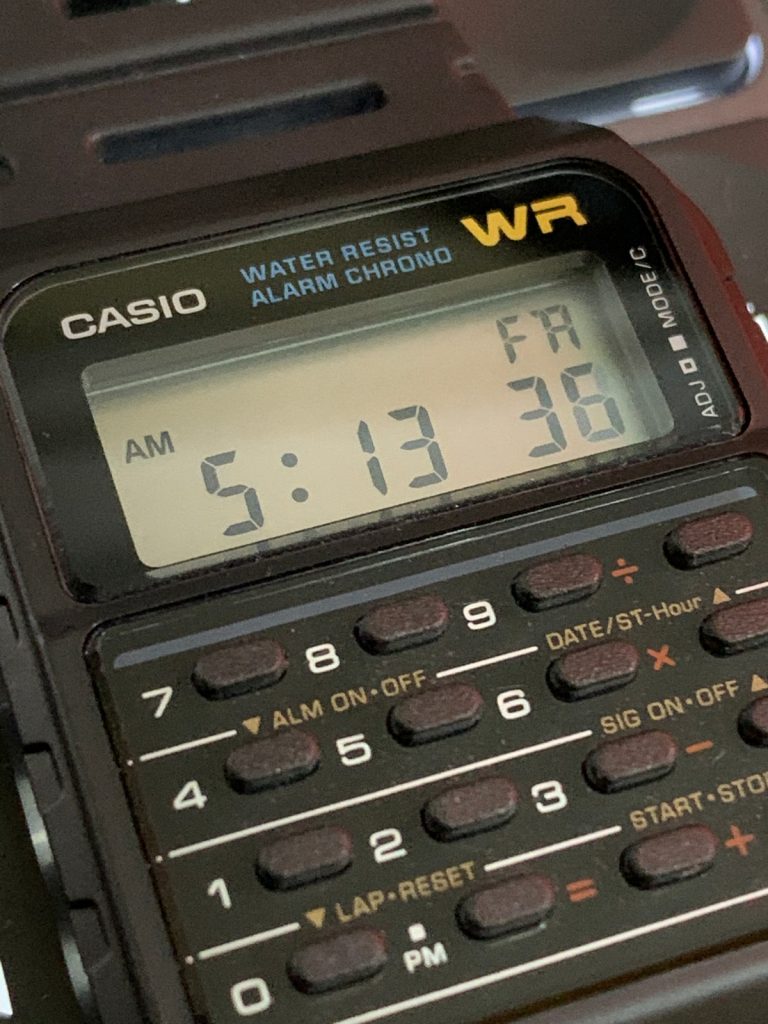 WR
WATER RESIST
ALARM CHRONO
CASIO
ADJ MODE/C
FR
AM 5:13 36
7 8 9 ÷
▼ ALM ON•OFF DATE/ST-Hour ▲
4 5 6 ×
SIG ON•OFF ▲
1 2 3 −
▼ LAP•RESET START•STOP
0 . PM = +